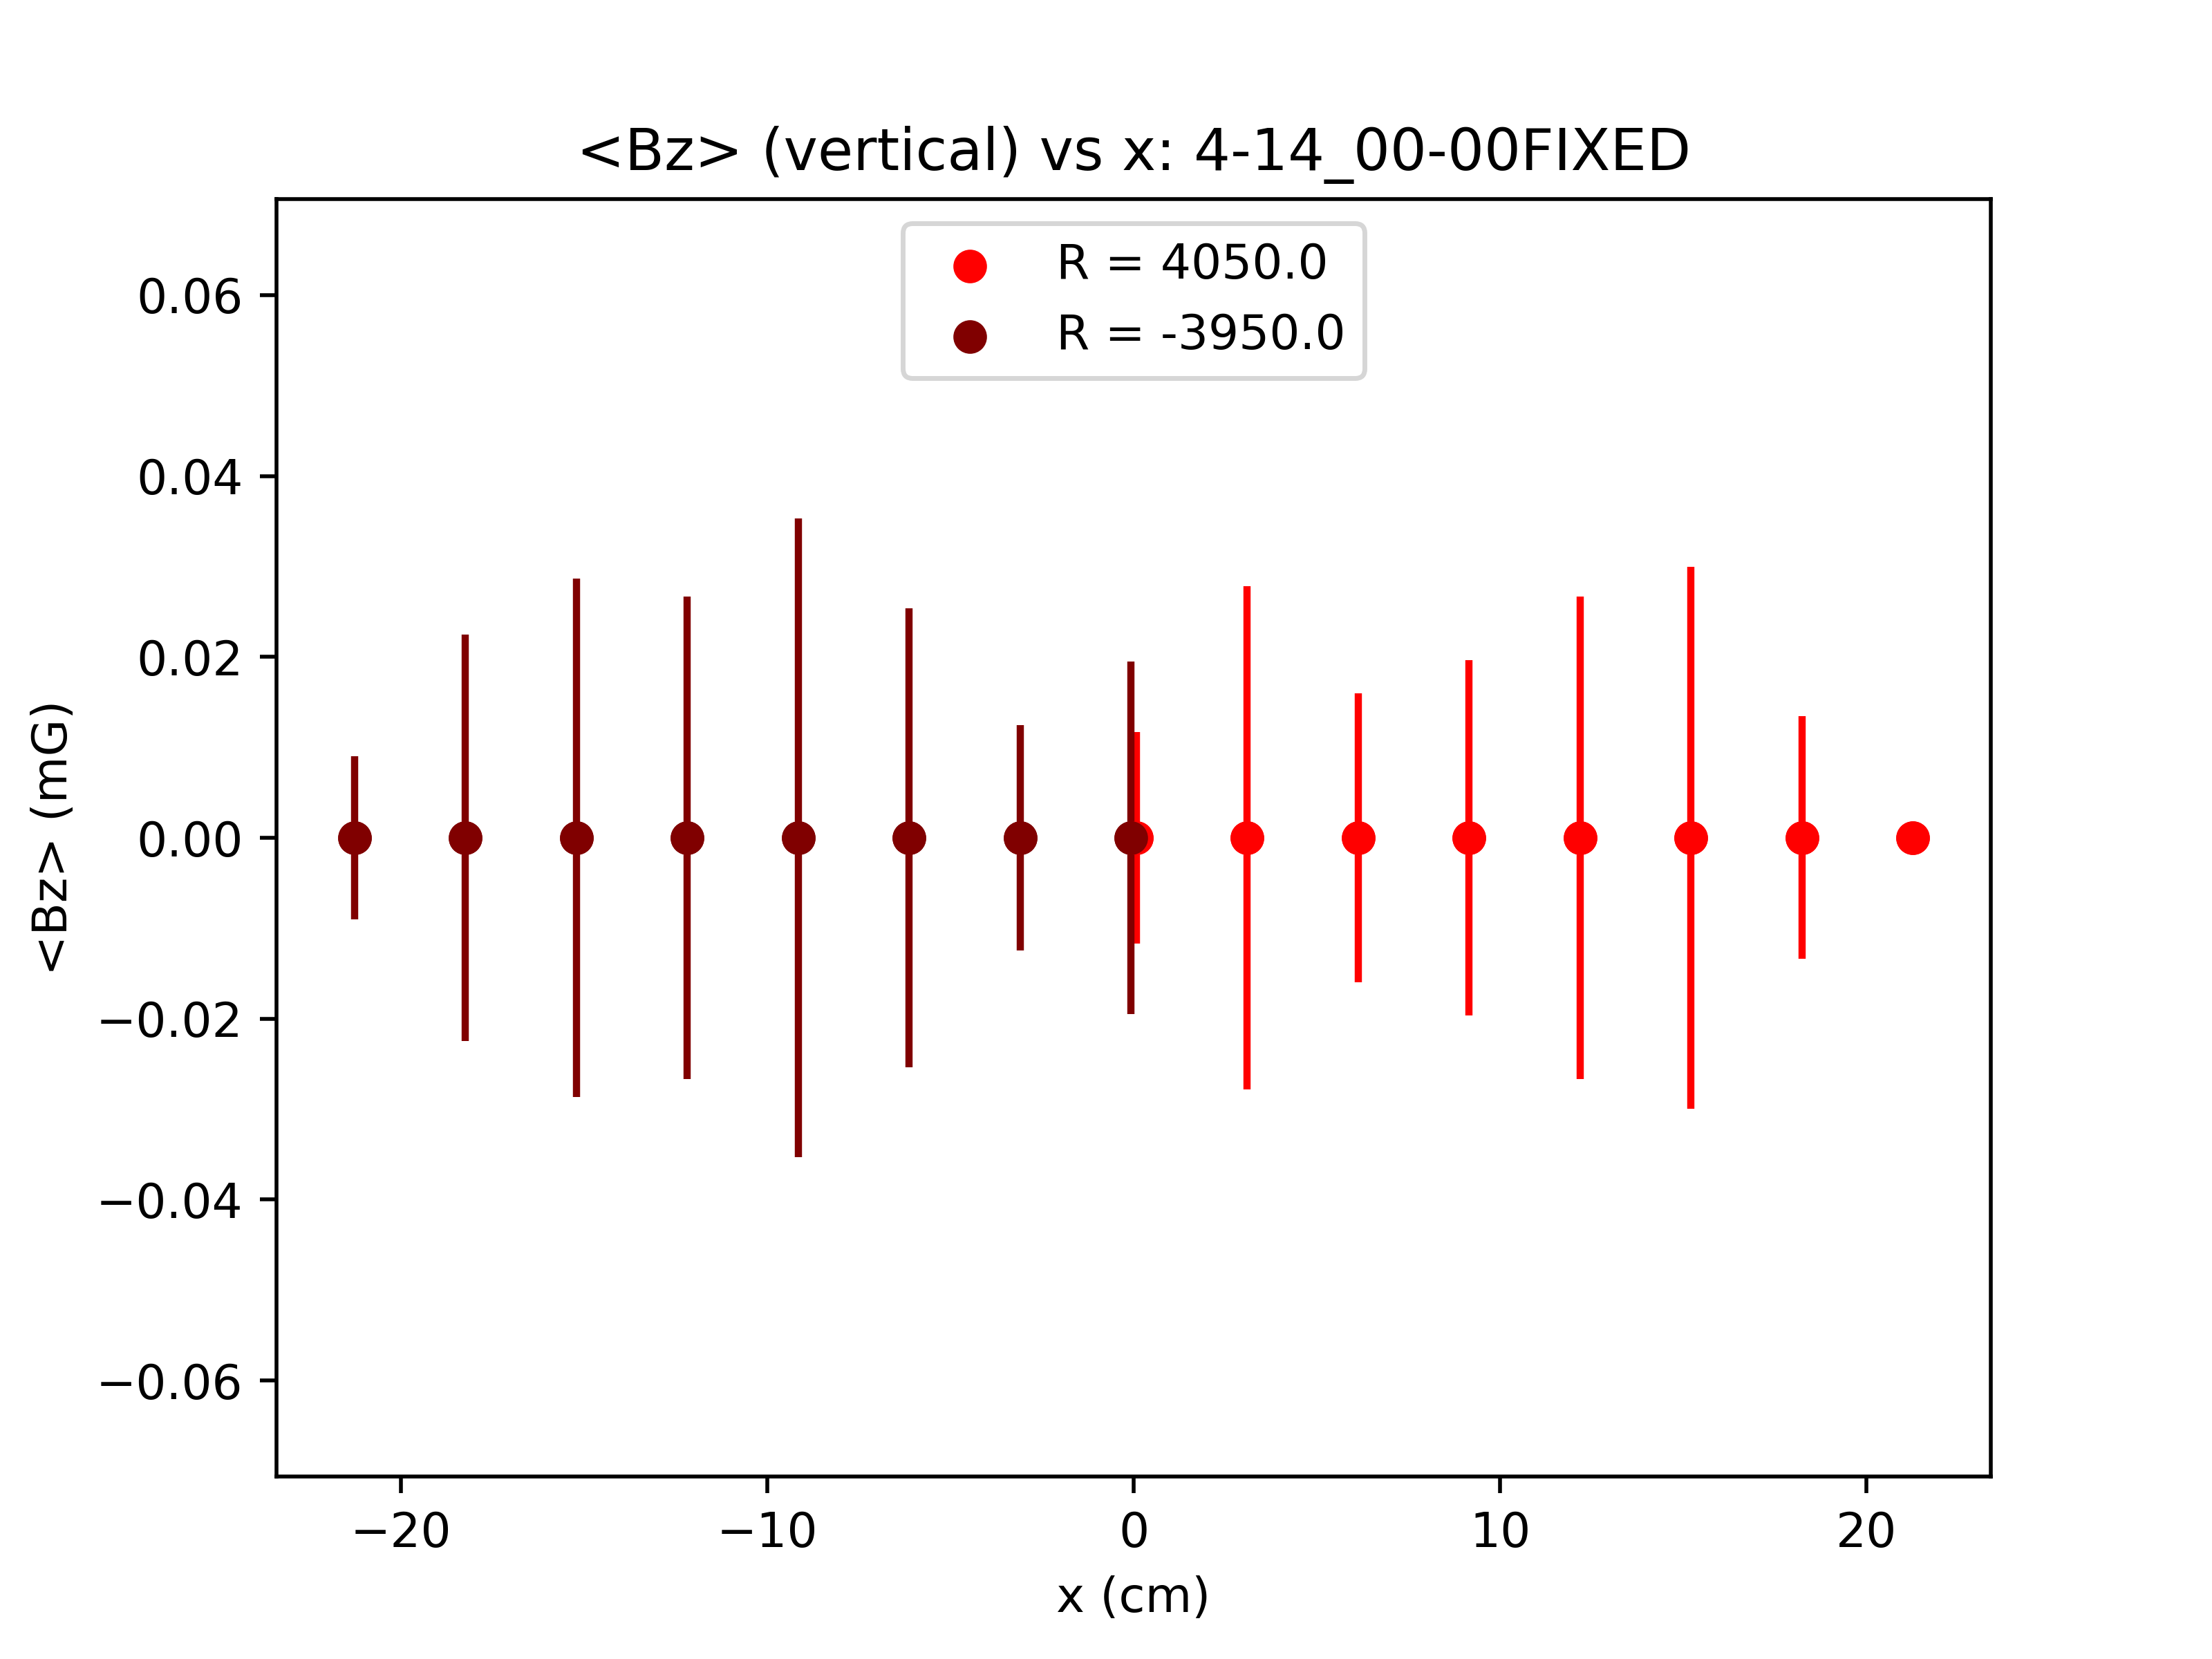 <Bz> (vertical) vs x: 4-14_00-00FIXED
R = 4050.0
R = -3950.0
0.06
0.04
0.02
0.00
−0.02
−0.04
−0.06
<Bz> (mG)
−20
−10
0
10
20
x (cm)